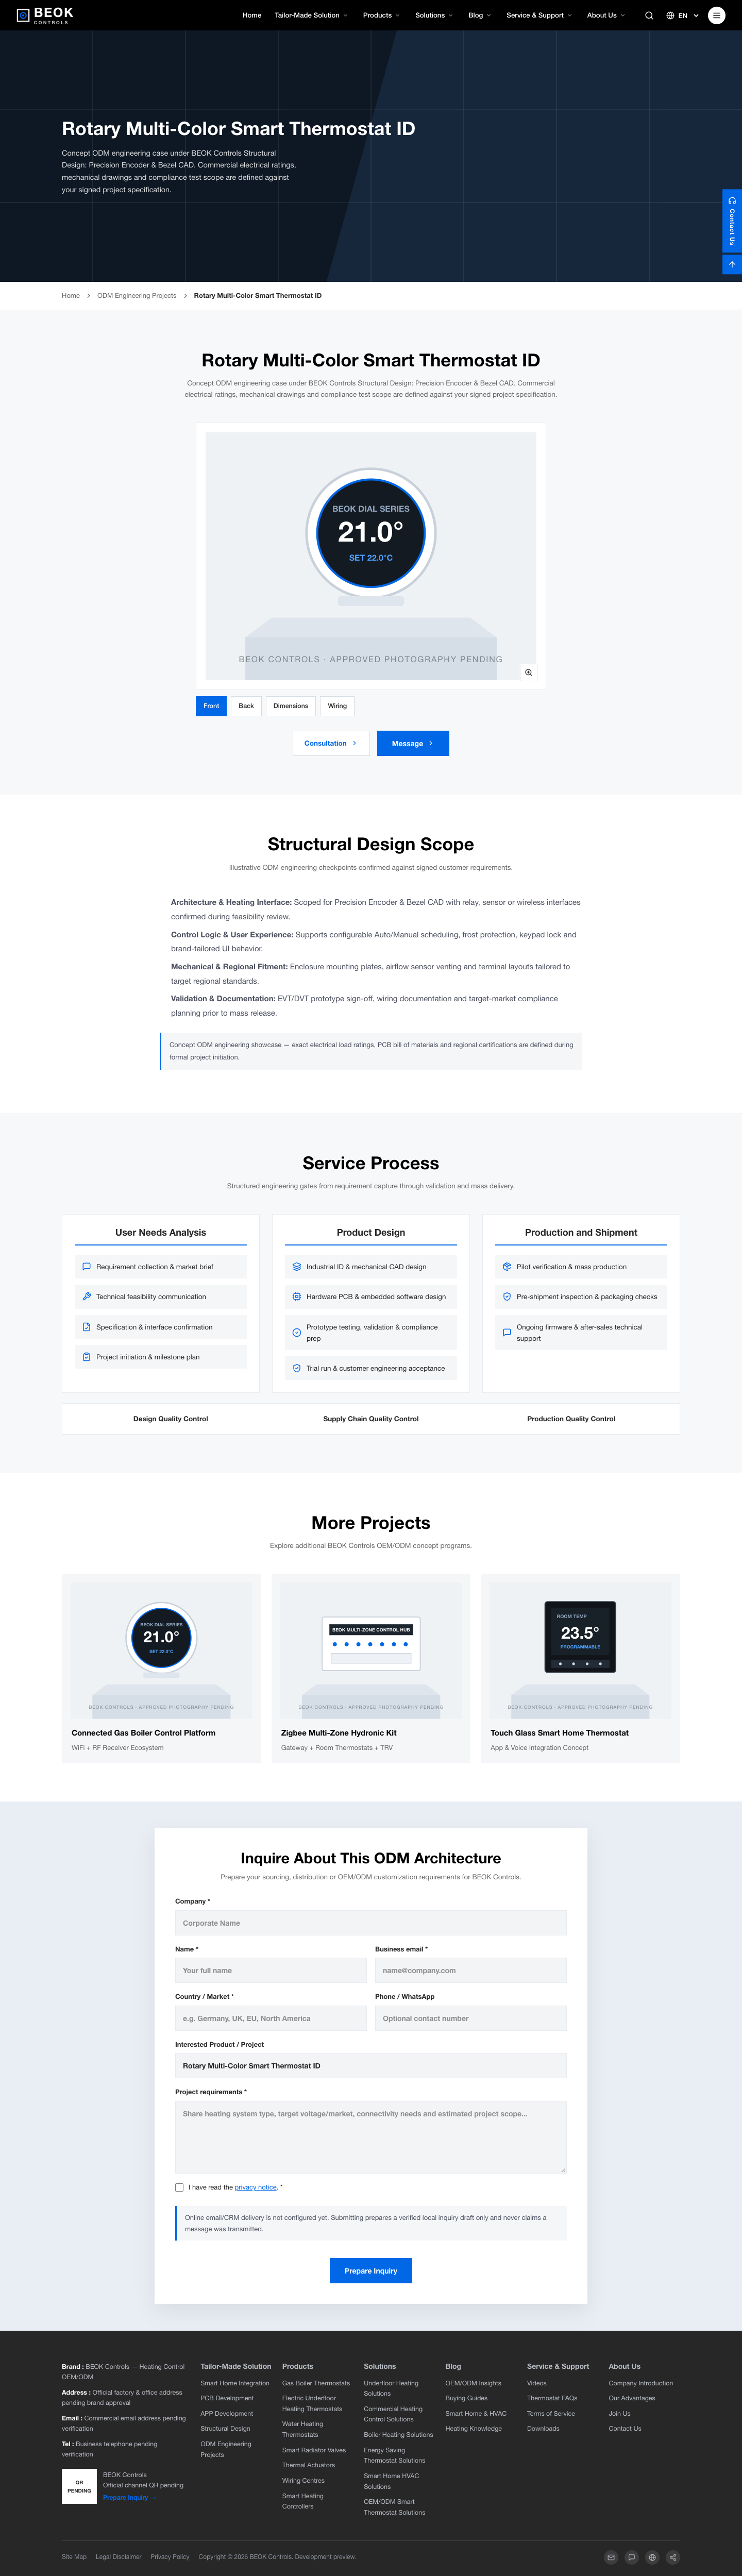 BEOK
CONTROLS
Home
Tailor-Made Solution
Products
Solutions
Blog
Service & Support
About Us
EN
Rotary Multi-Color Smart Thermostat ID
Concept ODM engineering case under BEOK Controls Structural
Design: Precision Encoder & Bezel CAD. Commercial electrical ratings,
mechanical drawings and compliance test scope are defined against
your signed project specification.
Contact Us
Home
ODM Engineering Projects
Rotary Multi-Color Smart Thermostat ID
Rotary Multi-Color Smart Thermostat ID
Concept ODM engineering case under BEOK Controls Structural Design: Precision Encoder & Bezel CAD. Commercial
electrical ratings, mechanical drawings and compliance test scope are defined against your signed project specification.
BEOK DIAL SERIES
21.0°
SET 22.0°C
BEOK CONTROLS · APPROVED PHOTOGRAPHY PENDING
Front
Back
Dimensions
Wiring
Consultation
Message
Structural Design Scope
Illustrative ODM engineering checkpoints confirmed against signed customer requirements.
Architecture & Heating Interface: Scoped for Precision Encoder & Bezel CAD with relay, sensor or wireless interfaces
confirmed during feasibility review.
Control Logic & User Experience: Supports configurable Auto/Manual scheduling, frost protection, keypad lock and
brand-tailored UI behavior.
Mechanical & Regional Fitment: Enclosure mounting plates, airflow sensor venting and terminal layouts tailored to
target regional standards.
Validation & Documentation: EVT/DVT prototype sign-off, wiring documentation and target-market compliance
planning prior to mass release.
Concept ODM engineering showcase — exact electrical load ratings, PCB bill of materials and regional certifications are defined during
formal project initiation.
Service Process
Structured engineering gates from requirement capture through validation and mass delivery.
User Needs Analysis
Requirement collection & market brief
Technical feasibility communication
Specification & interface confirmation
Project initiation & milestone plan
Product Design
Industrial ID & mechanical CAD design
Hardware PCB & embedded software design
Prototype testing, validation & compliance
prep
Trial run & customer engineering acceptance
Production and Shipment
Pilot verification & mass production
Pre-shipment inspection & packaging checks
Ongoing firmware & after-sales technical
support
Design Quality Control
Supply Chain Quality Control
Production Quality Control
More Projects
Explore additional BEOK Controls OEM/ODM concept programs.
BEOK DIAL SERIES
21.0°
SET 22.0°C
BEOK CONTROLS · APPROVED PHOTOGRAPHY PENDING
Connected Gas Boiler Control Platform
WiFi + RF Receiver Ecosystem
BEOK MULTI-ZONE CONTROL HUB
BEOK CONTROLS · APPROVED PHOTOGRAPHY PENDING
Zigbee Multi-Zone Hydronic Kit
Gateway + Room Thermostats + TRV
ROOM TEMP
23.5°
PROGRAMMABLE
BEOK CONTROLS · APPROVED PHOTOGRAPHY PENDING
Touch Glass Smart Home Thermostat
App & Voice Integration Concept
Inquire About This ODM Architecture
Prepare your sourcing, distribution or OEM/ODM customization requirements for BEOK Controls.
Company *
Corporate Name
Name *
Your full name
Business email *
name@company.com
Country / Market *
e.g. Germany, UK, EU, North America
Phone / WhatsApp
Optional contact number
Interested Product / Project
Rotary Multi-Color Smart Thermostat ID
Project requirements *
Share heating system type, target voltage/market, connectivity needs and estimated project scope...
I have read the privacy notice. *
Online email/CRM delivery is not configured yet. Submitting prepares a verified local inquiry draft only and never claims a
message was transmitted.
Prepare Inquiry
Brand : BEOK Controls — Heating Control
OEM/ODM
Address : Official factory & office address
pending brand approval
Email : Commercial email address pending
verification
Tel : Business telephone pending
verification
QR
PENDING
BEOK Controls
Official channel QR pending
Prepare Inquiry →
Tailor-Made Solution
Smart Home Integration
PCB Development
APP Development
Structural Design
ODM Engineering
Projects
Products
Gas Boiler Thermostats
Electric Underfloor
Heating Thermostats
Water Heating
Thermostats
Smart Radiator Valves
Thermal Actuators
Wiring Centres
Smart Heating
Controllers
Solutions
Underfloor Heating
Solutions
Commercial Heating
Control Solutions
Boiler Heating Solutions
Energy Saving
Thermostat Solutions
Smart Home HVAC
Solutions
OEM/ODM Smart
Thermostat Solutions
Blog
OEM/ODM Insights
Buying Guides
Smart Home & HVAC
Heating Knowledge
Service & Support
Videos
Thermostat FAQs
Terms of Service
Downloads
About Us
Company Introduction
Our Advantages
Join Us
Contact Us
Site Map
Legal Disclaimer
Privacy Policy
Copyright © 2026 BEOK Controls. Development preview.